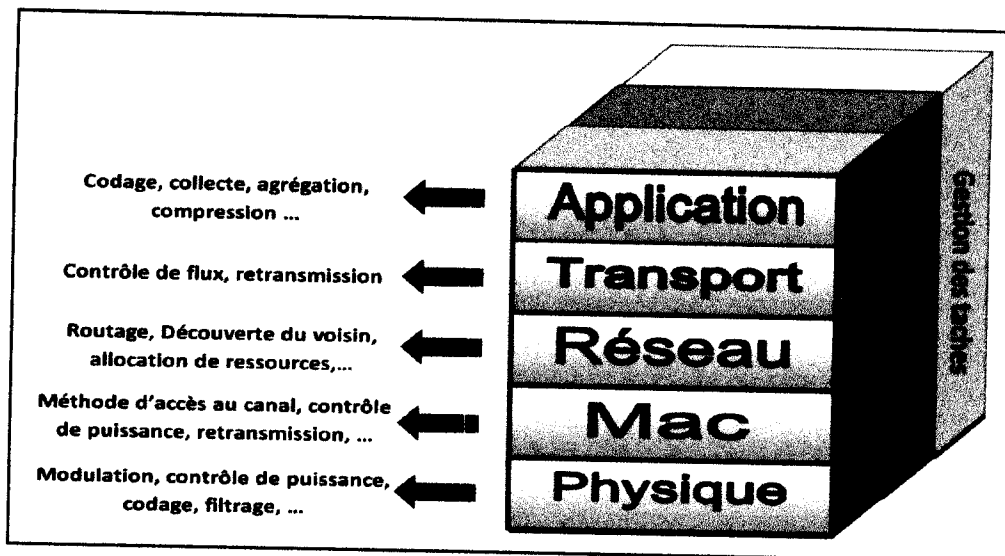 Codage, collecte, agrégation,
compression ...
Application
Contrôle de flux, retransmission
Transport
Routage, Découverte du voisin,
allocation de ressources,...
Réseau
Méthode d'accès au canal, contrôle
de puissance, retransmission, ...
Mac
Modulation, contrôle de puissance,
codage, filtrage, ...
Physique
Gestion des taches